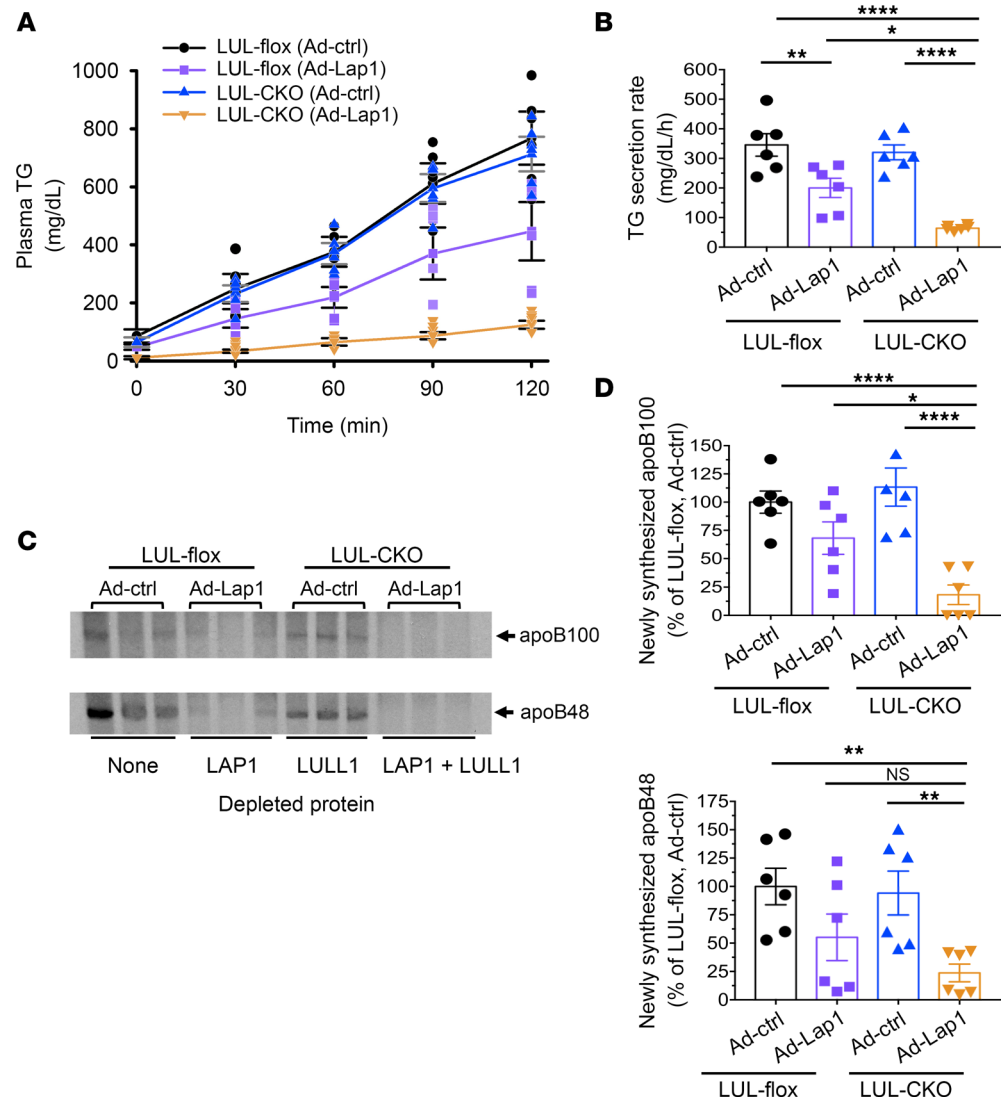 A
LUL-flox (Ad-ctrl)
LUL-flox (Ad-Lap1)
LUL-CKO (Ad-ctrl)
LUL-CKO (Ad-Lap1)
Plasma TG
(mg/dL)
1000
800
600
400
200
0
0 30 60 90 120
Time (min)
B
****
*
** ****
TG secretion rate
(mg/dL/h)
600
500
400
300
200
100
0
Ad-ctrl Ad-Lap1 Ad-ctrl Ad-Lap1
LUL-flox LUL-CKO
C
LUL-flox LUL-CKO
Ad-ctrl Ad-Lap1 Ad-ctrl Ad-Lap1
apoB100
apoB48
None LAP1 LULL1 LAP1 + LULL1
Depleted protein
D
****
*
****
Newly synthesized apoB100
(% of LUL-flox, Ad-ctrl)
150
125
100
75
50
25
0
Ad-ctrl Ad-Lap1 Ad-ctrl Ad-Lap1
LUL-flox LUL-CKO
**
NS
**
Newly synthesized apoB48
(% of LUL-flox, Ad-ctrl)
175
150
125
100
75
50
25
0
Ad-ctrl Ad-Lap1 Ad-ctrl Ad-Lap1
LUL-flox LUL-CKO